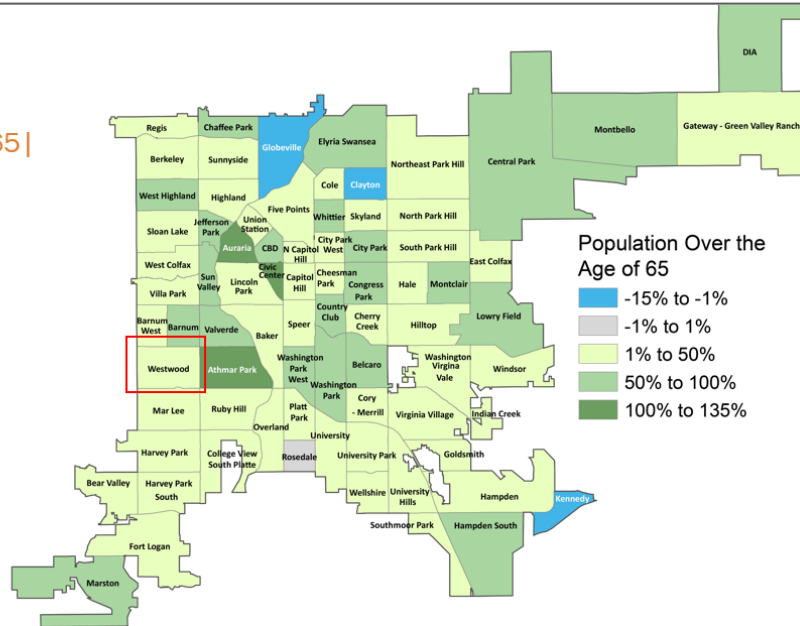 65 |
DIA
Regis
Chaffee Park
Globeville
Elyria Swansea
Montbello
Gateway - Green Valley Ranch
Berkeley
Sunnyside
Northeast Park Hill
Central Park
West Highland
Highland
Cole
Clayton
Five Points
Whittier
Skyland
North Park Hill
Sloan Lake
Jefferson
Park
Union
Station
Auraria
CBD
N Capitol
Hill
City Park
West
City Park
South Park Hill
East Colfax
West Colfax
Sun
Valley
Lincoln
Park
Civic
Center
Capitol
Hill
Cheesman
Park
Congress
Park
Hale
Montclair
Villa Park
Barnum
West
Barnum
Valverde
Baker
Speer
Country
Club
Cherry
Creek
Hilltop
Lowry Field
Westwood
Athmar Park
Washington
Park
West
Washington
Park
Belcaro
Washington
Virgina
Vale
Windsor
Mar Lee
Ruby Hill
Overland
Platt
Park
Cory
- Merrill
Virginia Village
Indian Creek
University
Harvey Park
College View
South Platte
Rosedale
University Park
Goldsmith
Bear Valley
Harvey Park
South
Wellshire
University
Hills
Hampden
Kennedy
Southmoor Park
Hampden South
Fort Logan
Marston
Population Over the
Age of 65
-15% to -1%
-1% to 1%
1% to 50%
50% to 100%
100% to 135%